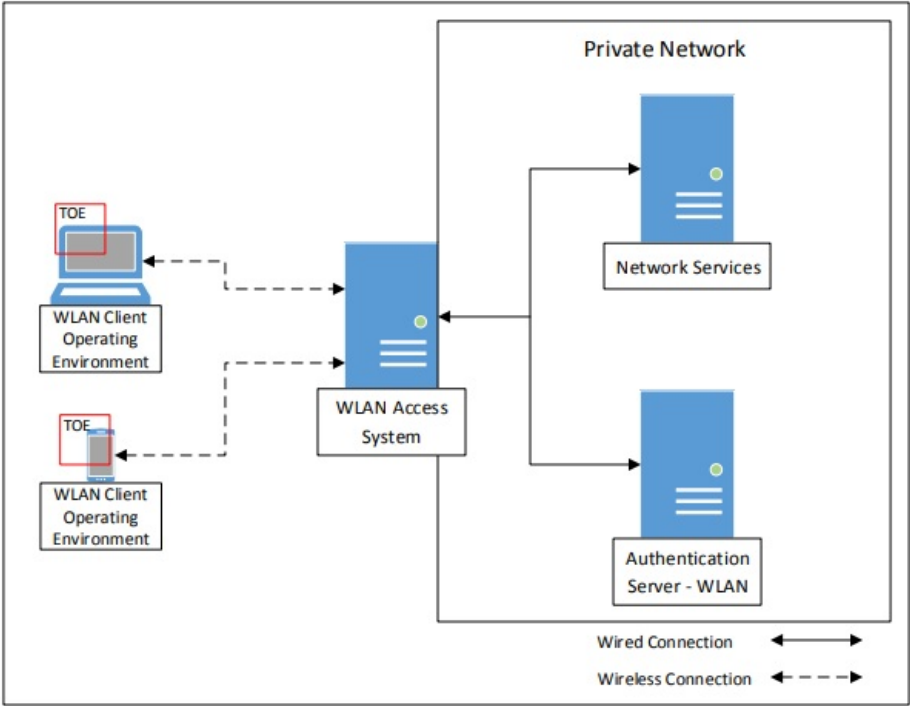 Private Network
TOE
WLAN Client
Operating
Environment
TOE
WLAN Client
Operating
Environment
WLAN Access
System
Network Services
Authentication
Server - WLAN
Wired Connection
Wireless Connection